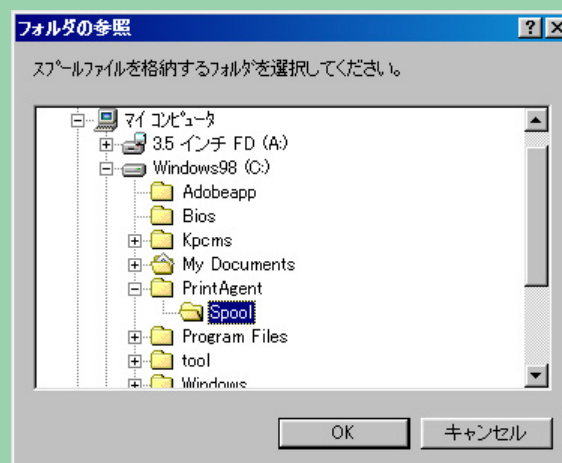 フォルダの参照
スプールファイルを格納するフォルダを選択してください。
マイ コンピュータ
3.5 インチ FD (A:)
Windows98 (C:)
Adobeapp
Bios
Kpcms
My Documents
PrintAgent
Spool
Program Files
tool
Windows
OK
キャンセル